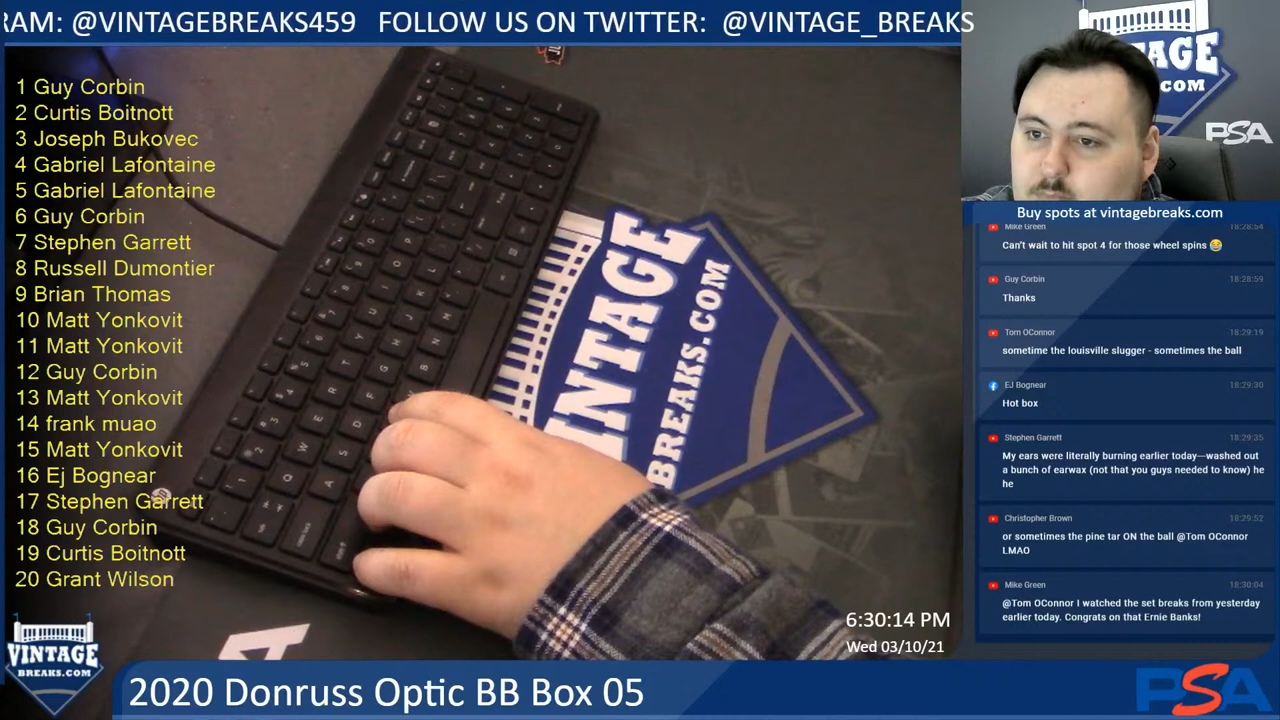 RAM: @VINTAGEBREAKS459 FOLLOW US ON TWITTER: @VINTAGE_BREAKS
1 Guy Corbin
2 Curtis Boitnott
3 Joseph Bukovec
4 Gabriel Lafontaine
5 Gabriel Lafontaine
6 Guy Corbin
7 Stephen Garrett
8 Russell Dumontier
9 Brian Thomas
10 Matt Yonkovit
11 Matt Yonkovit
12 Guy Corbin
13 Matt Yonkovit
14 frank muao
15 Matt Yonkovit
16 Ej Bognear
17 Stephen Garrett
18 Guy Corbin
19 Curtis Boitnott
20 Grant Wilson
VINTAGE
BREAKS.COM
VINTAGE
BREAKS.COM
6:30:14 PM
Wed 03/10/21
2020 Donruss Optic BB Box 05
PSA
PSA
Buy spots at vintagebreaks.com
Mike Green 18:28:54
Can't wait to hit spot 4 for those wheel spins 😂
Guy Corbin 18:28:59
Thanks
Tom OConnor 18:29:19
sometime the louisville slugger - sometimes the ball
EJ Bognear 18:29:30
Hot box
Stephen Garrett 18:29:35
My ears were literally burning earlier today—washed out
a bunch of earwax (not that you guys needed to know) he
he
Christopher Brown 18:29:52
or sometimes the pine tar ON the ball @Tom OConnor
LMAO
Mike Green 18:30:04
@Tom OConnor I watched the set breaks from yesterday
earlier today. Congrats on that Ernie Banks!